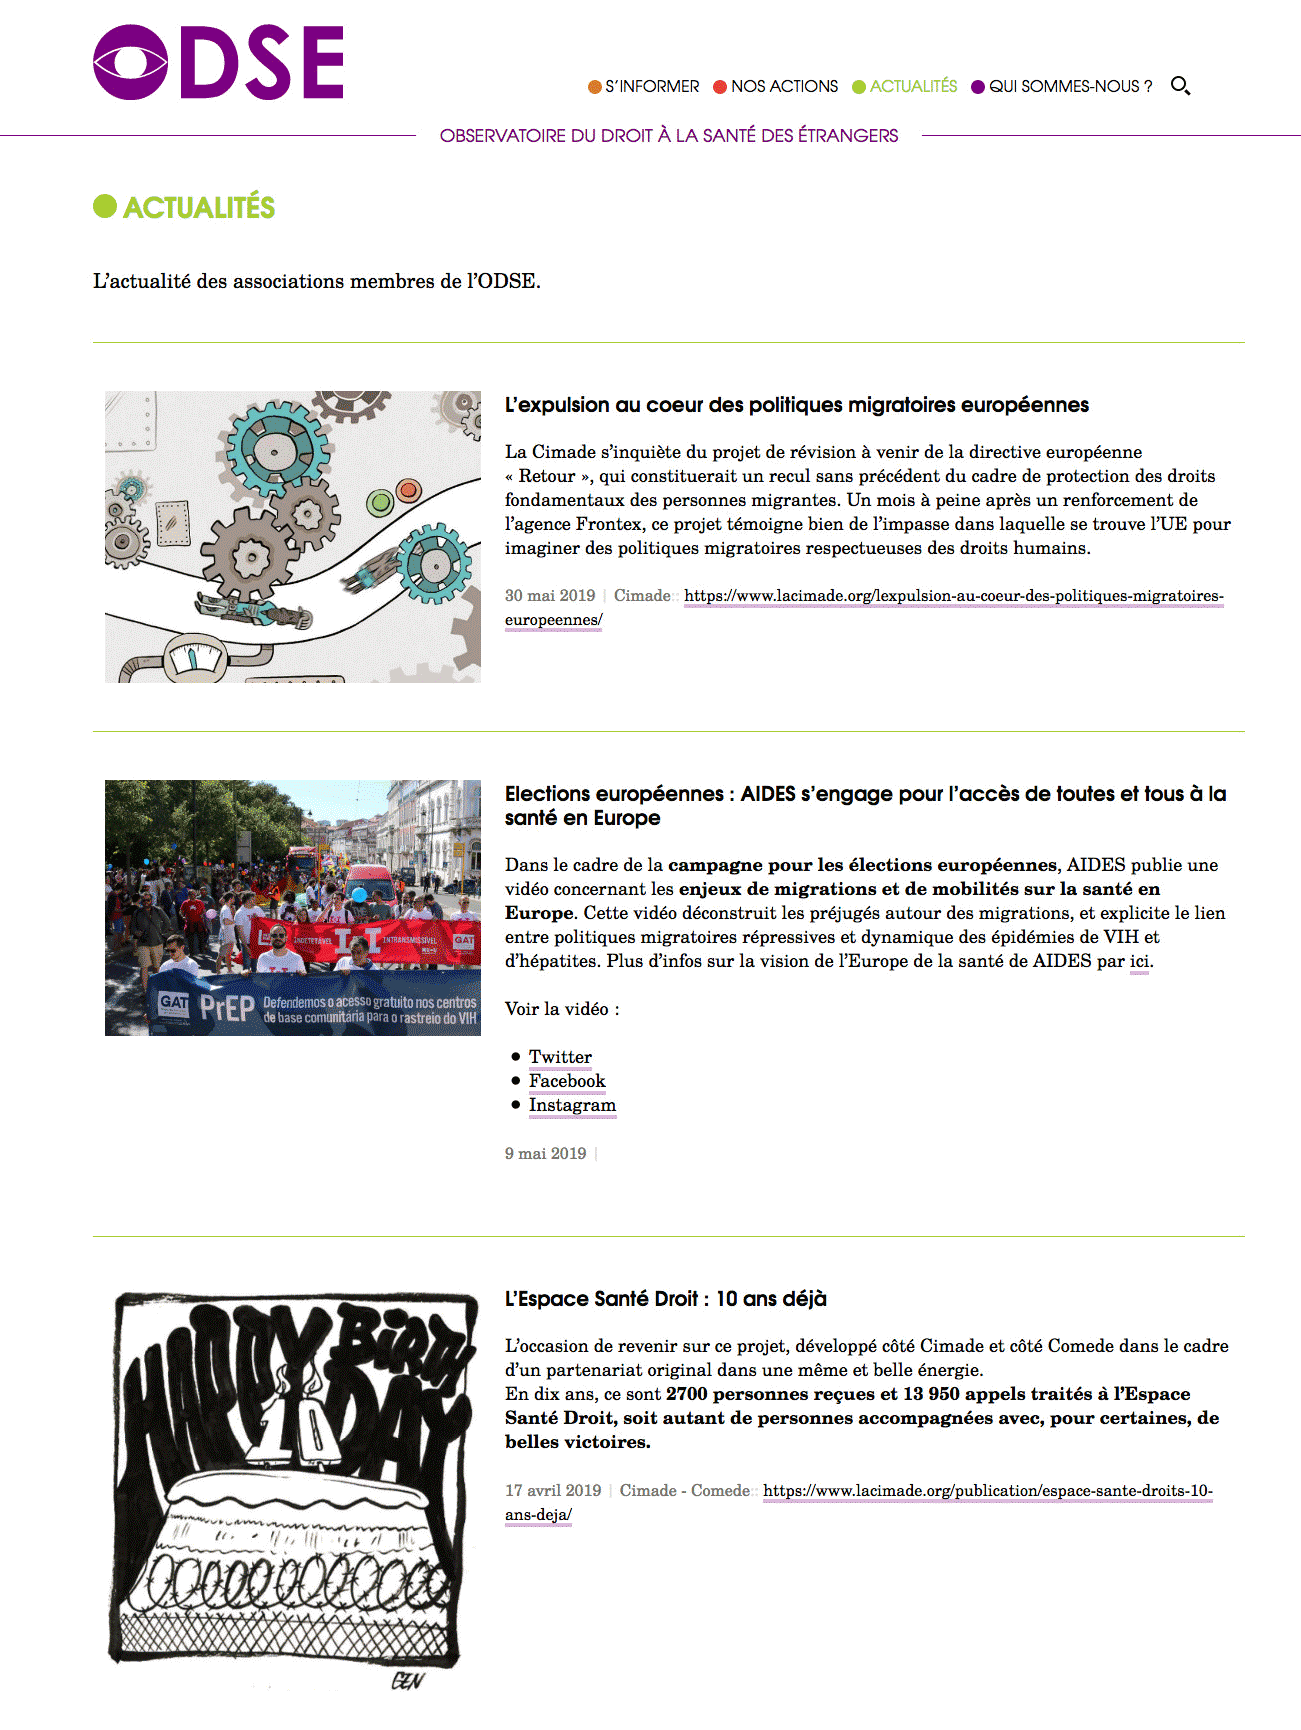 ODSE
S’INFORMER NOS ACTIONS ACTUALITÉS QUI SOMMES-NOUS ?
OBSERVATOIRE DU DROIT À LA SANTÉ DES ÉTRANGERS
ACTUALITÉS
L’actualité des associations membres de l’ODSE.
L’expulsion au coeur des politiques migratoires européennes
La Cimade s’inquiète du projet de révision à venir de la directive européenne
« Retour », qui constituerait un recul sans précédent du cadre de protection des droits
fondamentaux des personnes migrantes. Un mois à peine après un renforcement de
l’agence Frontex, ce projet témoigne bien de l’impasse dans laquelle se trouve l’UE pour
imaginer des politiques migratoires respectueuses des droits humains.
30 mai 2019 | Cimade:: https://www.lacimade.org/lexpulsion-au-coeur-des-politiques-migratoires-
europeennes/
INDETETÁVEL I=I INTRANSMISSÍVEL
GAT
GAT PrEP Defendemos o acesso gratuito nos centros
de base comunitária para o rastreio do VIH
Elections européennes : AIDES s’engage pour l’accès de toutes et tous à la
santé en Europe
Dans le cadre de la campagne pour les élections européennes, AIDES publie une
vidéo concernant les enjeux de migrations et de mobilités sur la santé en
Europe. Cette vidéo déconstruit les préjugés autour des migrations, et explicite le lien
entre politiques migratoires répressives et dynamique des épidémies de VIH et
d’hépatites. Plus d’infos sur la vision de l’Europe de la santé de AIDES par ici.
Voir la vidéo :
Twitter
Facebook
Instagram
9 mai 2019 |
HAPPY BIRTH
DAY
10
GEN
L’Espace Santé Droit : 10 ans déjà
L’occasion de revenir sur ce projet, développé côté Cimade et côté Comede dans le cadre
d’un partenariat original dans une même et belle énergie.
En dix ans, ce sont 2700 personnes reçues et 13 950 appels traités à l’Espace
Santé Droit, soit autant de personnes accompagnées avec, pour certaines, de
belles victoires.
17 avril 2019 | Cimade - Comede:: https://www.lacimade.org/publication/espace-sante-droits-10-
ans-deja/